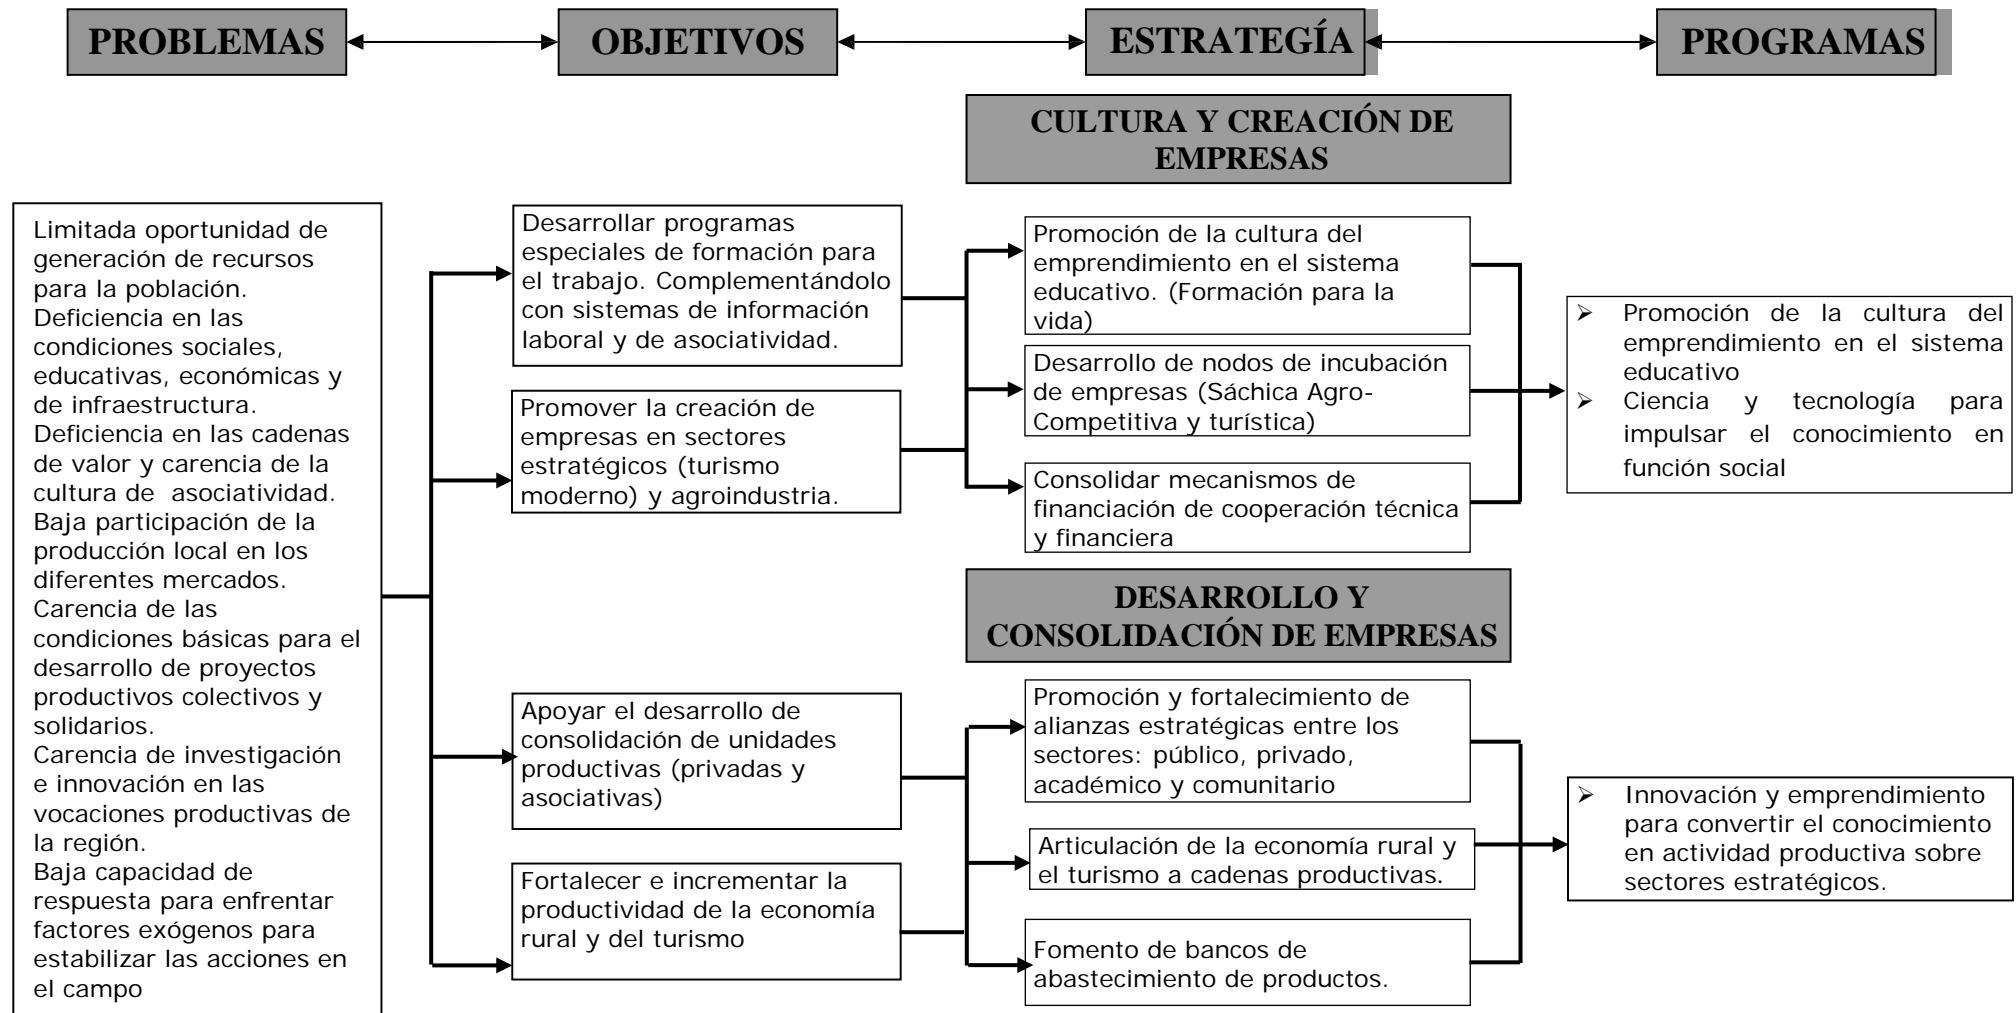 PROBLEMAS
OBJETIVOS
ESTRATEGÍA
PROGRAMAS
CULTURA Y CREACIÓN DE
EMPRESAS
Limitada oportunidad de
generación de recursos
para la población.
Deficiencia en las
condiciones sociales,
educativas, económicas y
de infraestructura.
Deficiencia en las cadenas
de valor y carencia de la
cultura de asociatividad.
Baja participación de la
producción local en los
diferentes mercados.
Carencia de las
condiciones básicas para el
desarrollo de proyectos
productivos colectivos y
solidarios.
Carencia de investigación
e innovación en las
vocaciones productivas de
la región.
Baja capacidad de
respuesta para enfrentar
factores exógenos para
estabilizar las acciones en
el campo
Desarrollar programas
especiales de formación para
el trabajo. Complementándolo
con sistemas de información
laboral y de asociatividad.
Promover la creación de
empresas en sectores
estratégicos (turismo
moderno) y agroindustria.
Apoyar el desarrollo de
consolidación de unidades
productivas (privadas y
asociativas)
Fortalecer e incrementar la
productividad de la economía
rural y del turismo
Promoción de la cultura del
emprendimiento en el sistema
educativo. (Formación para la
vida)
Desarrollo de nodos de incubación
de empresas (Sáchica Agro-
Competitiva y turística)
Consolidar mecanismos de
financiación de cooperación técnica
y financiera
DESARROLLO Y
CONSOLIDACIÓN DE EMPRESAS
Promoción y fortalecimiento de
alianzas estratégicas entre los
sectores: público, privado,
académico y comunitario
Articulación de la economía rural y
el turismo a cadenas productivas.
Fomento de bancos de
abastecimiento de productos.
➢ Promoción de la cultura del
emprendimiento en el sistema
educativo
➢ Ciencia y tecnología para
impulsar el conocimiento en
función social
➢ Innovación y emprendimiento
para convertir el conocimiento
en actividad productiva sobre
sectores estratégicos.